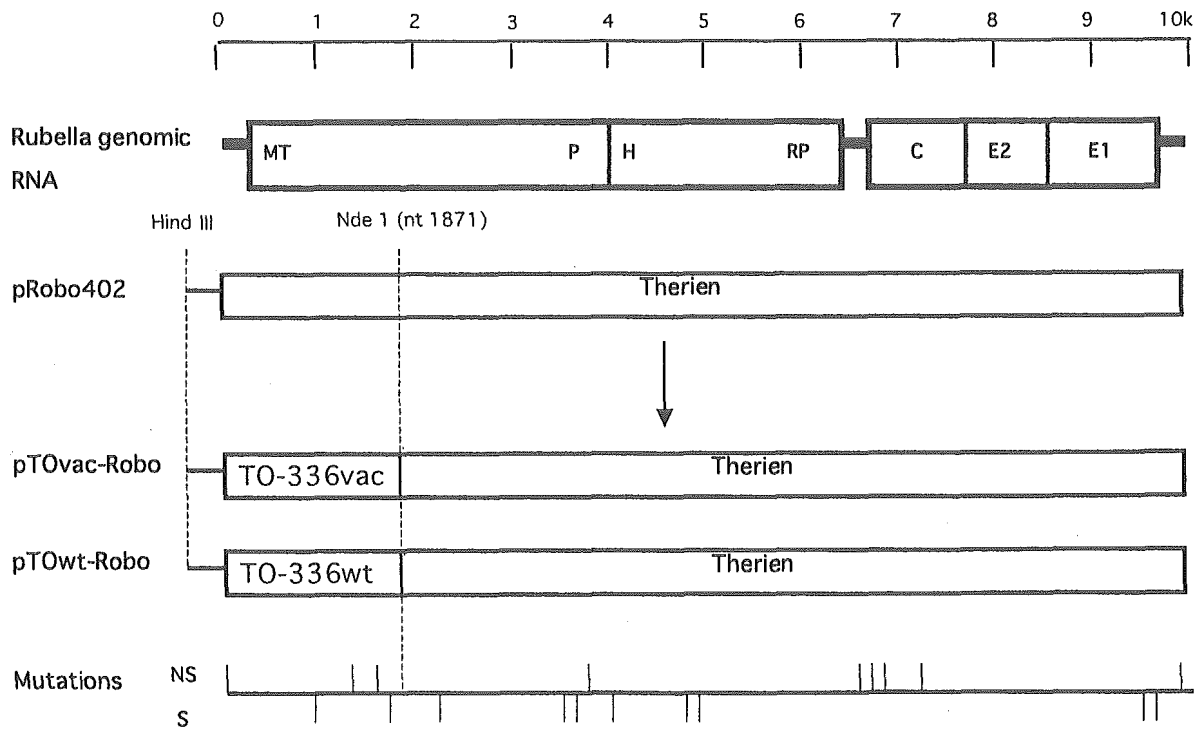 0 1 2 3 4 5 6 7 8 9 10k
Rubella genomic RNA
MT P H RP C E2 E1
Hind III Nde 1 (nt 1871)
pRobo402 Therien
pTOvac-Robo TO-336vac Therien
pTOwt-Robo TO-336wt Therien
Mutations NS
S